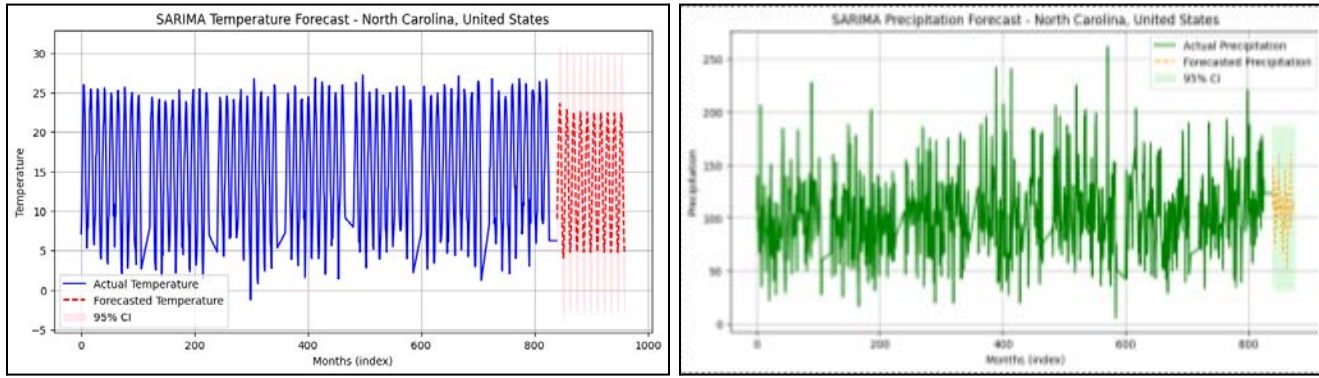 SARIMA Temperature Forecast - North Carolina, United States
30
25
20
15
10
5
0
−5
Temperature
Actual Temperature
Forecasted Temperature
95% CI
0 200 400 600 800 1000
Months (index)
SARIMA Precipitation Forecast - North Carolina, United States
250
200
150
100
50
0
Precipitation
Actual Precipitation
Forecasted Precipitation
95% CI
0 200 400 600 800
Months (index)